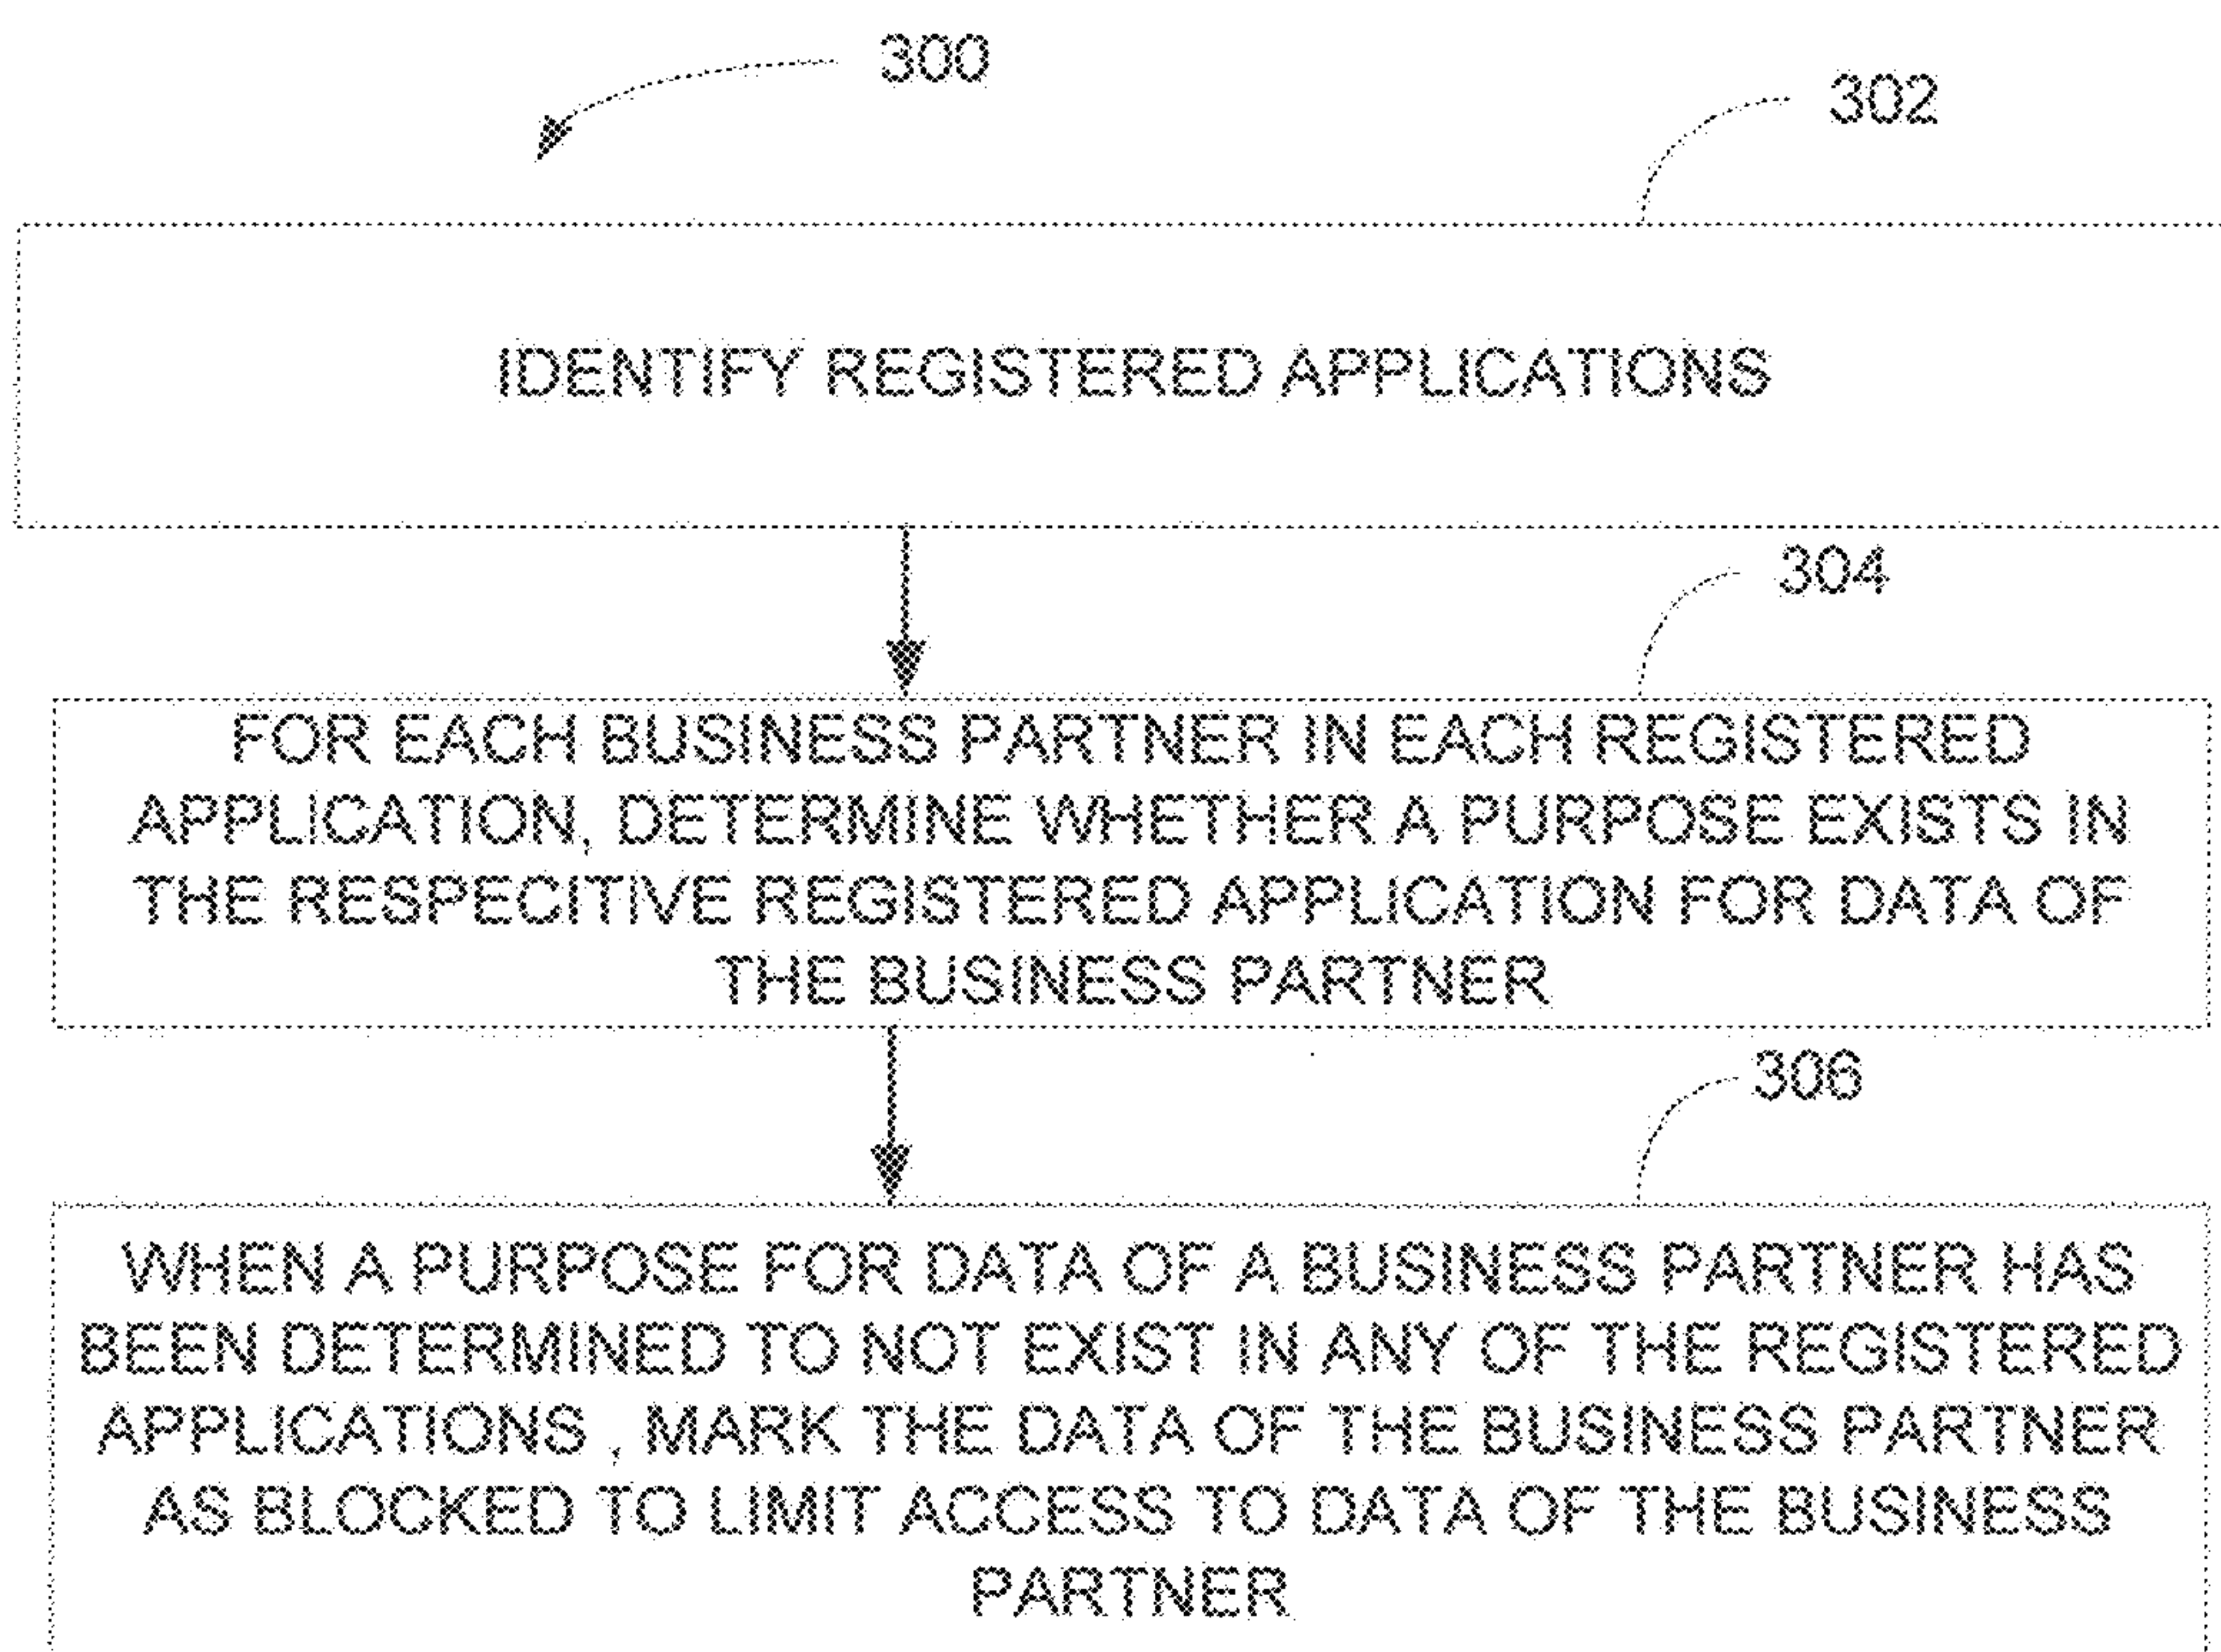 300
302
IDENTIFY REGISTERED APPLICATIONS
304
FOR EACH BUSINESS PARTNER IN EACH REGISTERED
APPLICATION, DETERMINE WHETHER A PURPOSE EXISTS IN
THE RESPECITIVE REGISTERED APPLICATION FOR DATA OF
THE BUSINESS PARTNER
306
WHEN A PURPOSE FOR DATA OF A BUSINESS PARTNER HAS
BEEN DETERMINED TO NOT EXIST IN ANY OF THE REGISTERED
APPLICATIONS , MARK THE DATA OF THE BUSINESS PARTNER
AS BLOCKED TO LIMIT ACCESS TO DATA OF THE BUSINESS
PARTNER